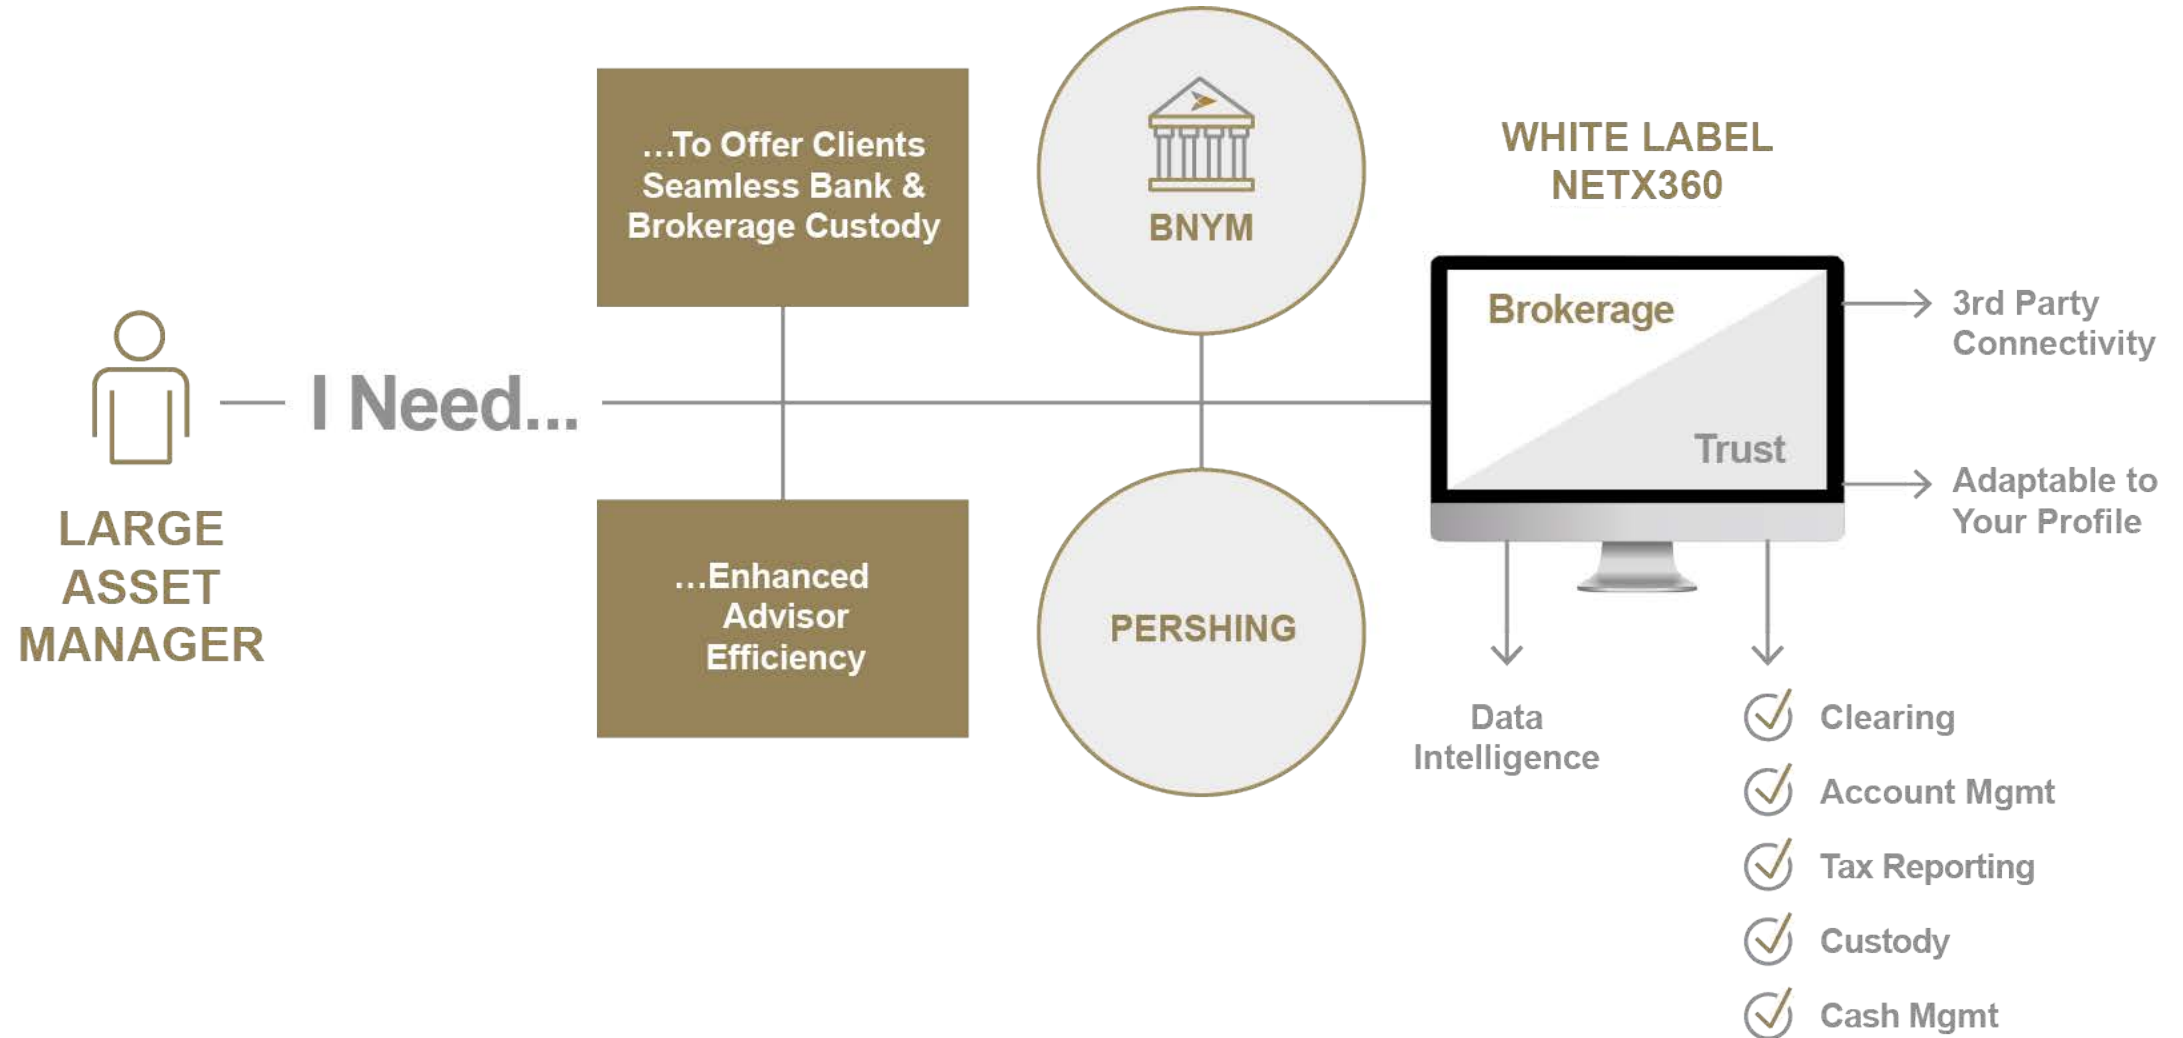 LARGE
ASSET
MANAGER
I Need...
...To Offer Clients
Seamless Bank &
Brokerage Custody
...Enhanced
Advisor
Efficiency
BNYM
PERSHING
WHITE LABEL
NETX360
Brokerage
Trust
3rd Party
Connectivity
Adaptable to
Your Profile
Data
Intelligence
Clearing
Account Mgmt
Tax Reporting
Custody
Cash Mgmt